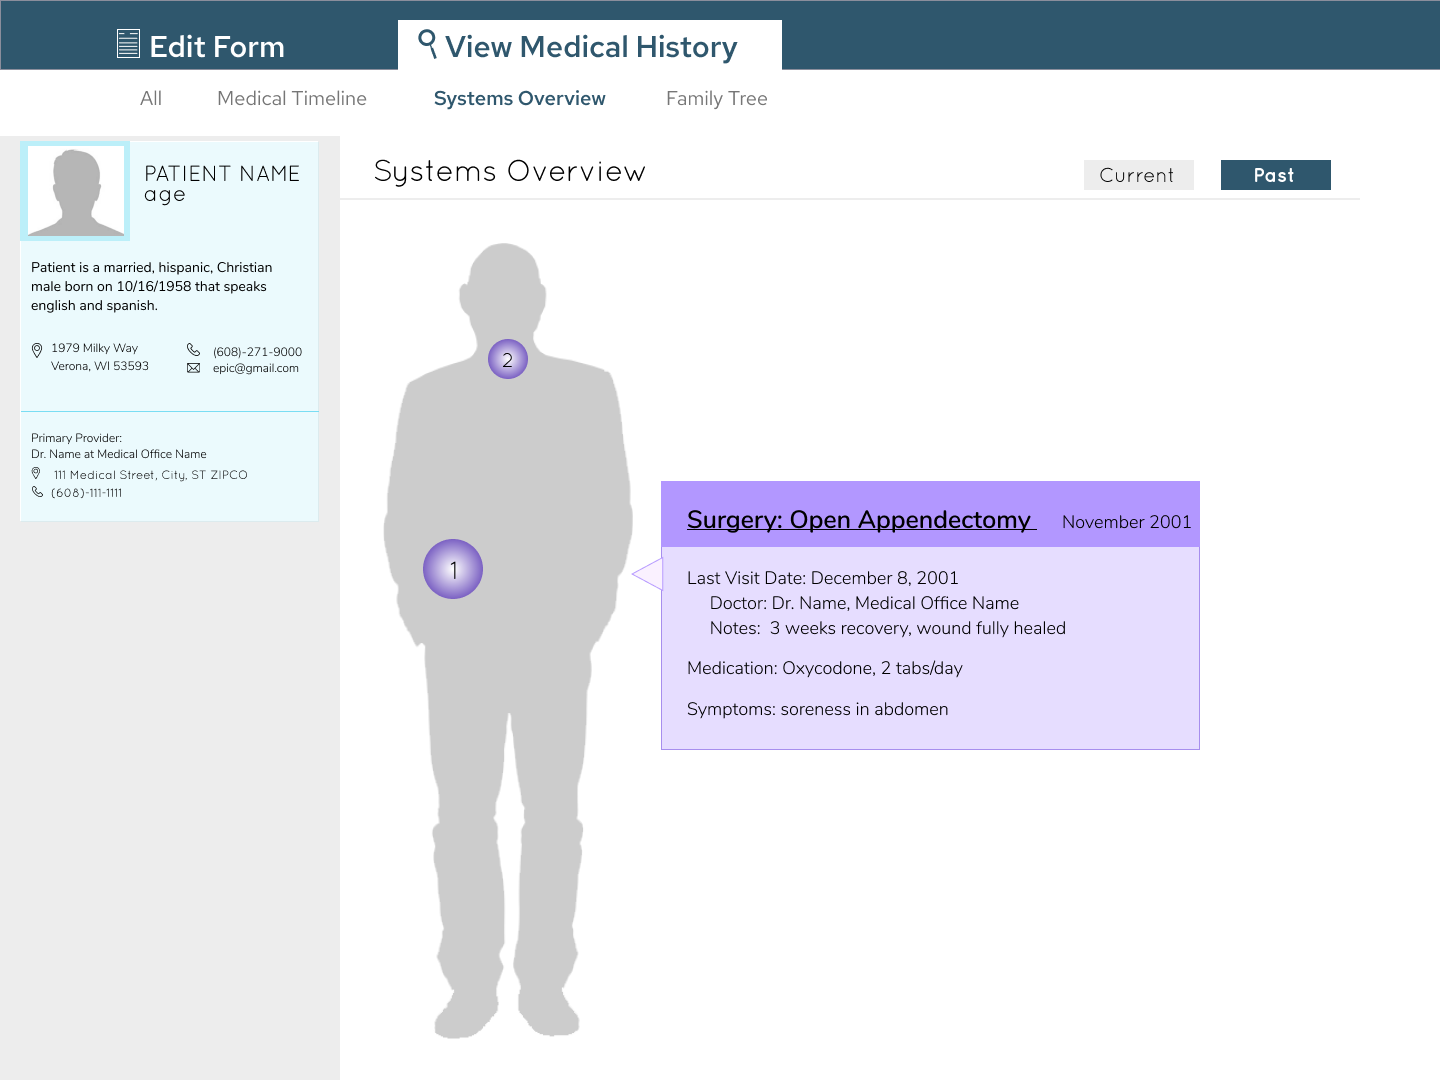 Edit Form
View Medical History
All
Medical Timeline
Systems Overview
Family Tree
PATIENT NAME
age
Patient is a married, hispanic, Christian
male born on 10/16/1958 that speaks
english and spanish.
1979 Milky Way
Verona, WI 53593
(608)-271-9000
epic@gmail.com
Primary Provider:
Dr. Name at Medical Office Name
111 Medical Street, City, ST ZIPCO
(608)-111-1111
Systems Overview
Current
Past
2
1
Surgery: Open Appendectomy
November 2001
Last Visit Date: December 8, 2001
Doctor: Dr. Name, Medical Office Name
Notes: 3 weeks recovery, wound fully healed
Medication: Oxycodone, 2 tabs/day
Symptoms: soreness in abdomen